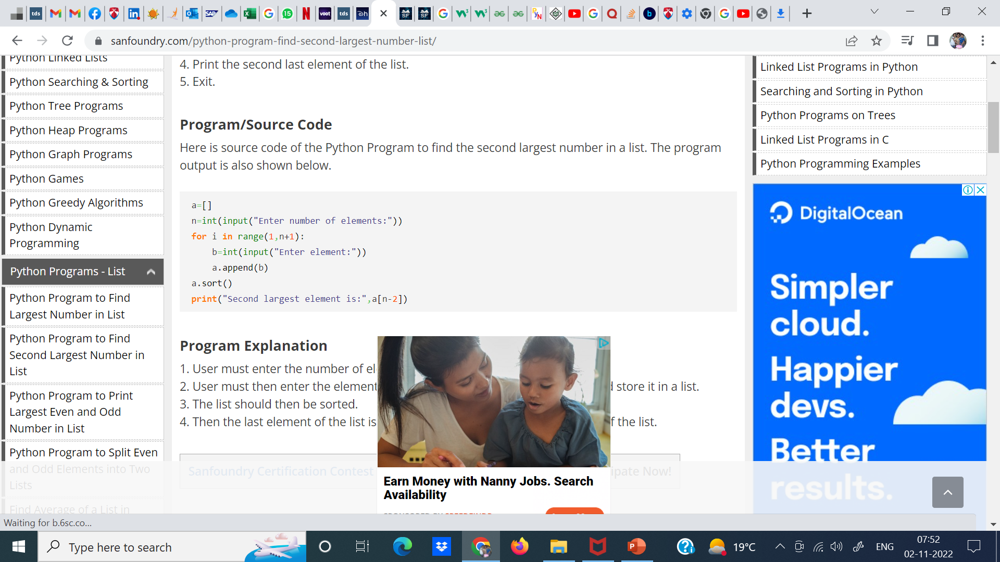 tds
SAP
15
N
voot
tds
SF
SF
sanfoundry.com/python-program-find-second-largest-number-list/
Python Linked Lists
Python Searching & Sorting
Python Tree Programs
Python Heap Programs
Python Graph Programs
Python Games
Python Greedy Algorithms
Python Dynamic
Programming
Python Programs - List
Python Program to Find
Largest Number in List
Python Program to Find
Second Largest Number in
List
Python Program to Print
Largest Even and Odd
Number in List
Python Program to Split Even
and Odd Elements into Two
Lists
Find Average of a List in
4. Print the second last element of the list.
5. Exit.
Program/Source Code
Here is source code of the Python Program to find the second largest number in a list. The program
output is also shown below.
a=[]
n=int(input("Enter number of elements:"))
for i in range(1,n+1):
    b=int(input("Enter element:"))
    a.append(b)
a.sort()
print("Second largest element is:",a[n-2])
Program Explanation
1. User must enter the number of el
2. User must then enter the element store it in a list.
3. The list should then be sorted.
4. Then the last element of the list is f the list.
Sanfoundry Certification Contest ipate Now!
Earn Money with Nanny Jobs. Search
Availability
Linked List Programs in Python
Searching and Sorting in Python
Python Programs on Trees
Linked List Programs in C
Python Programming Examples
DigitalOcean
Simpler
cloud.
Happier
devs.
Better
results.
Waiting for b.6sc.co...
Type here to search
19°C
ENG
07:52
02-11-2022